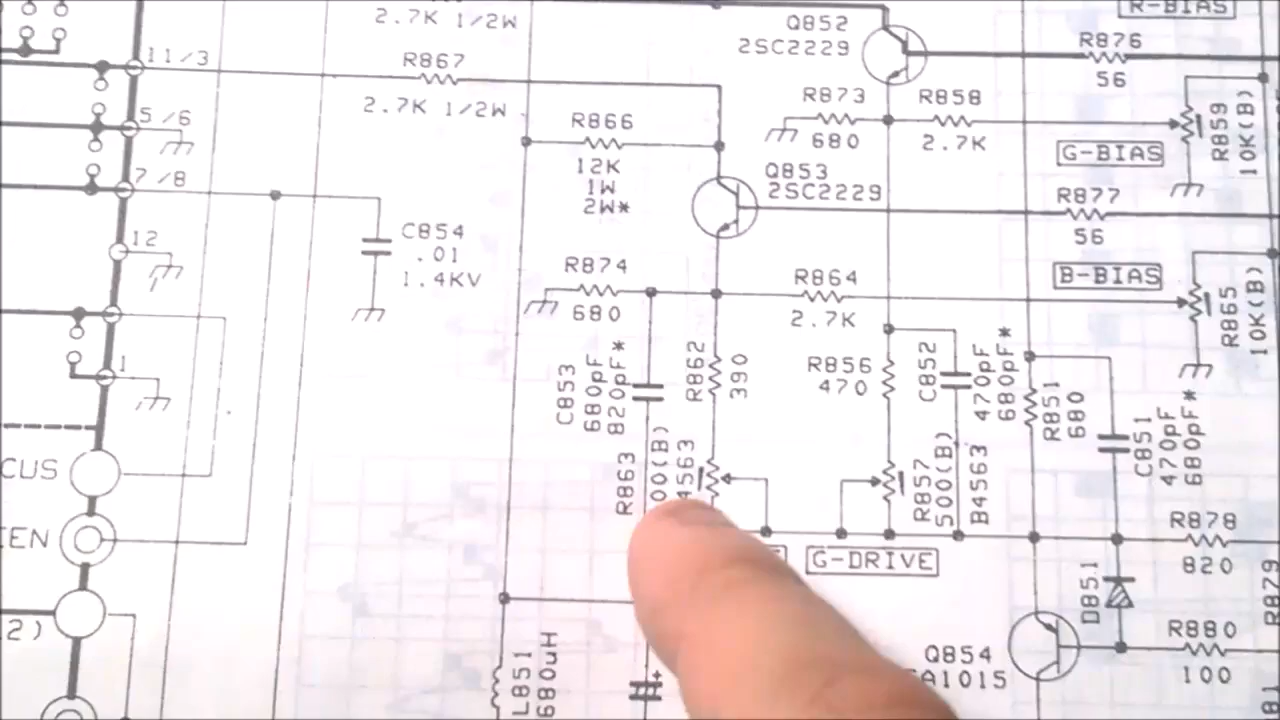 R-BIAS
2.7K 1/2W
Q852
2SC2229
R876
56
11/3
R867
2.7K 1/2W
R873
680
R858
2.7K
R859
10K(B)
5/6
R866
12K
1W
2W*
G-BIAS
7/8
Q853
2SC2229
R877
56
C854
.01
1.4KV
12
R874
680
R864
2.7K
B-BIAS
R865
10K(B)
C853
680pF
820pF*
R862
390
R856
470
C852
470pF
680pF*
R851
680
C851
470pF
680pF*
1
CUS
R863
00(B)
4563
R857
500(B)
B4563
R878
820
EN
G-DRIVE
D851
R879
2)
L851
680uH
+
Q854
A1015
R880
100
81